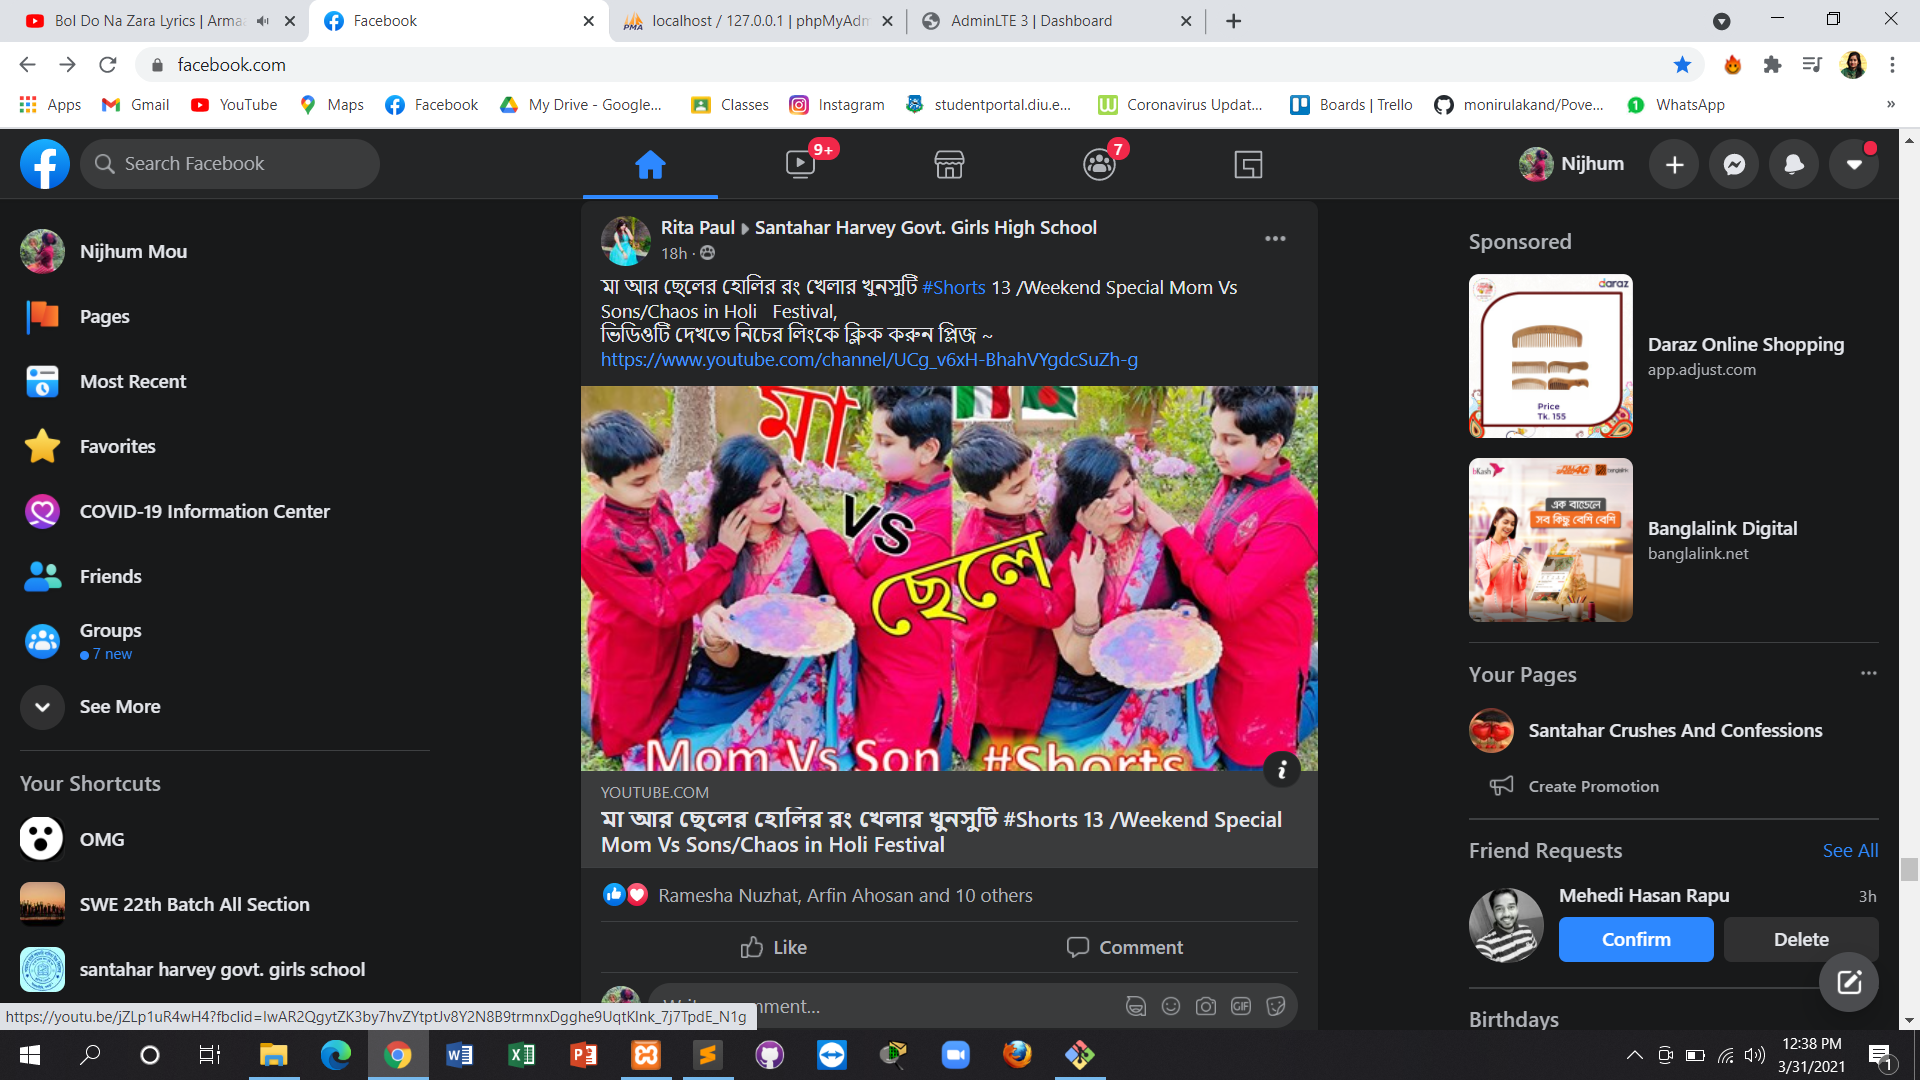 Bol Do Na Zara Lyrics | Arma
Facebook
localhost / 127.0.0.1 | phpMyAdm
AdminLTE 3 | Dashboard
facebook.com
Apps
Gmail
YouTube
Maps
Facebook
My Drive - Google...
Classes
Instagram
studentportal.diu.e...
Coronavirus Updat...
Boards | Trello
monirulakand/Pove...
WhatsApp
»
Search Facebook
9+
7
Nijhum
Nijhum Mou
Pages
Most Recent
Favorites
COVID-19 Information Center
Friends
Groups
7 new
See More
Your Shortcuts
OMG
SWE 22th Batch All Section
santahar harvey govt. girls school
Rita Paul ▸ Santahar Harvey Govt. Girls High School
18h ·
মা আর ছেলের হোলির রং খেলার খুনসুটি #Shorts 13 /Weekend Special Mom Vs
Sons/Chaos in Holi Festival,
ভিডিওটি দেখতে নিচের লিংকে ক্লিক করুন প্লিজ ~
https://www.youtube.com/channel/UCg_v6xH-BhahVYgdcSuZh-g
মা
VS
ছেলে
Mom Vs Son #Shorts
YOUTUBE.COM
মা আর ছেলের হোলির রং খেলার খুনসুটি #Shorts 13 /Weekend Special
Mom Vs Sons/Chaos in Holi Festival
Ramesha Nuzhat, Arfin Ahosan and 10 others
Like
Comment
GIF
Sponsored
daraz
Price
Tk. 155
Daraz Online Shopping
app.adjust.com
bKash
এক বান্ডেলে
সব কিছু বেশি বেশি
Banglalink Digital
banglalink.net
Your Pages
Santahar Crushes And Confessions
Create Promotion
Friend Requests
See All
Mehedi Hasan Rapu
3h
Confirm
Delete
Birthdays
https://youtu.be/jZLp1uR4wH4?fbclid=IwAR2QgytZK3by7hvZYtptJv8Y2N8B9trmnxDgghe9UqtKInk_7j7TpdE_N1g
12:38 PM
3/31/2021
1